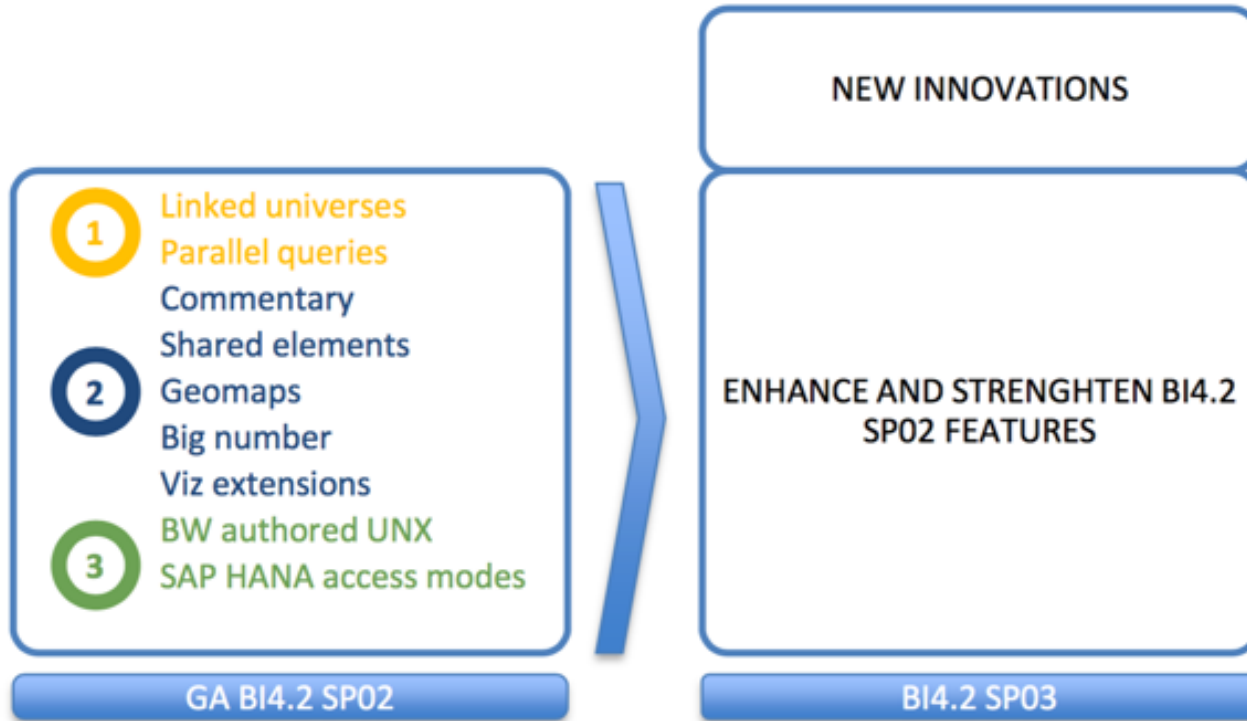 1
Linked universes
Parallel queries
2
Commentary
Shared elements
Geomaps
Big number
Viz extensions
3
BW authored UNX
SAP HANA access modes
GA BI4.2 SP02
NEW INNOVATIONS
ENHANCE AND STRENGHTEN BI4.2
SP02 FEATURES
BI4.2 SP03